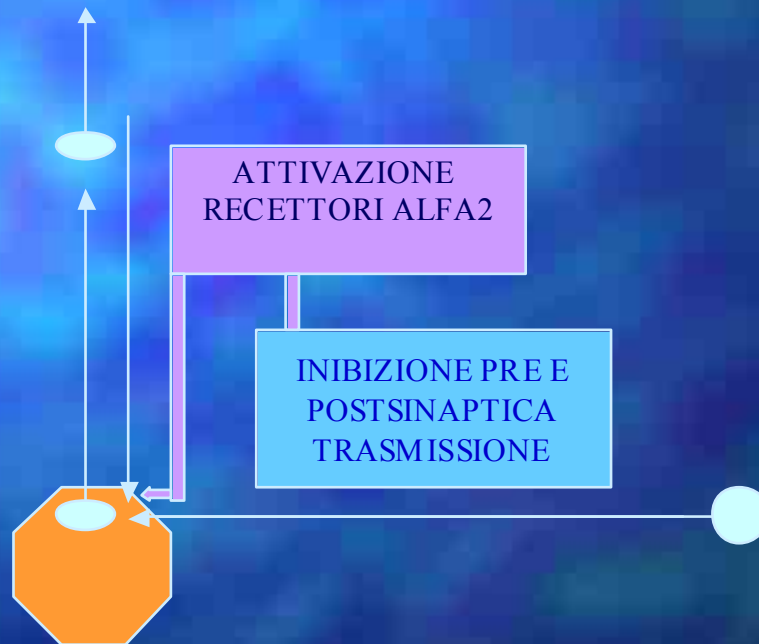 ATTIVAZIONE
RECETTORI ALFA2
INIBIZIONE PRE E
POSTSINAPTICA
TRASMISSIONE